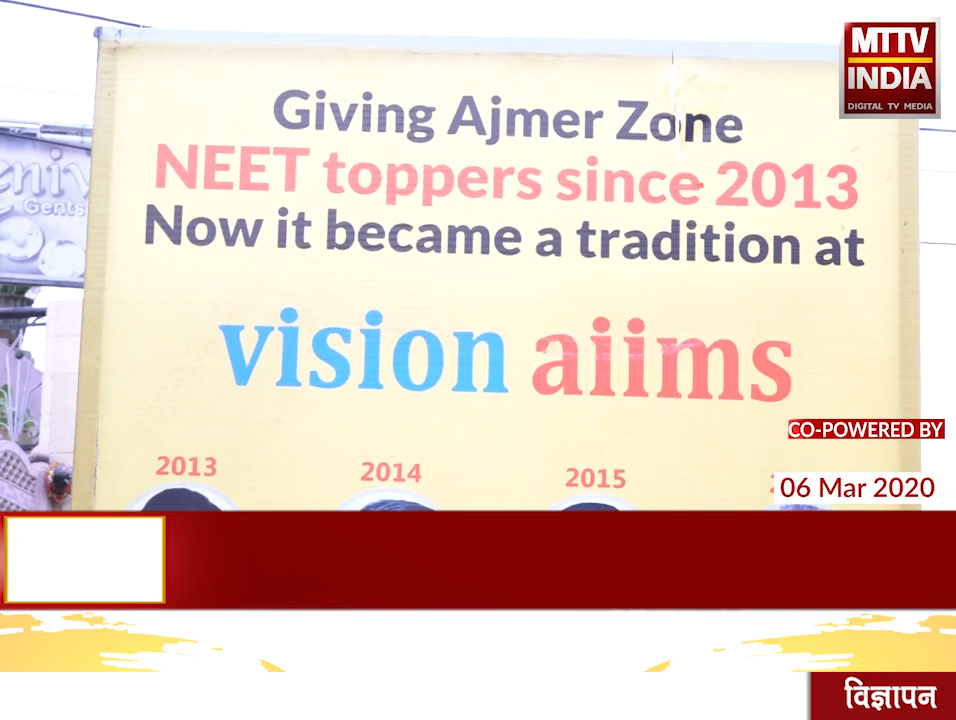 MTTV
INDIA
DIGITAL TV MEDIA
Giving Ajmer Zone
NEET toppers since 2013
Now it became a tradition at
Gents
vision aiims
CO-POWERED BY
2013 2014 2015
06 Mar 2020
विज्ञापन